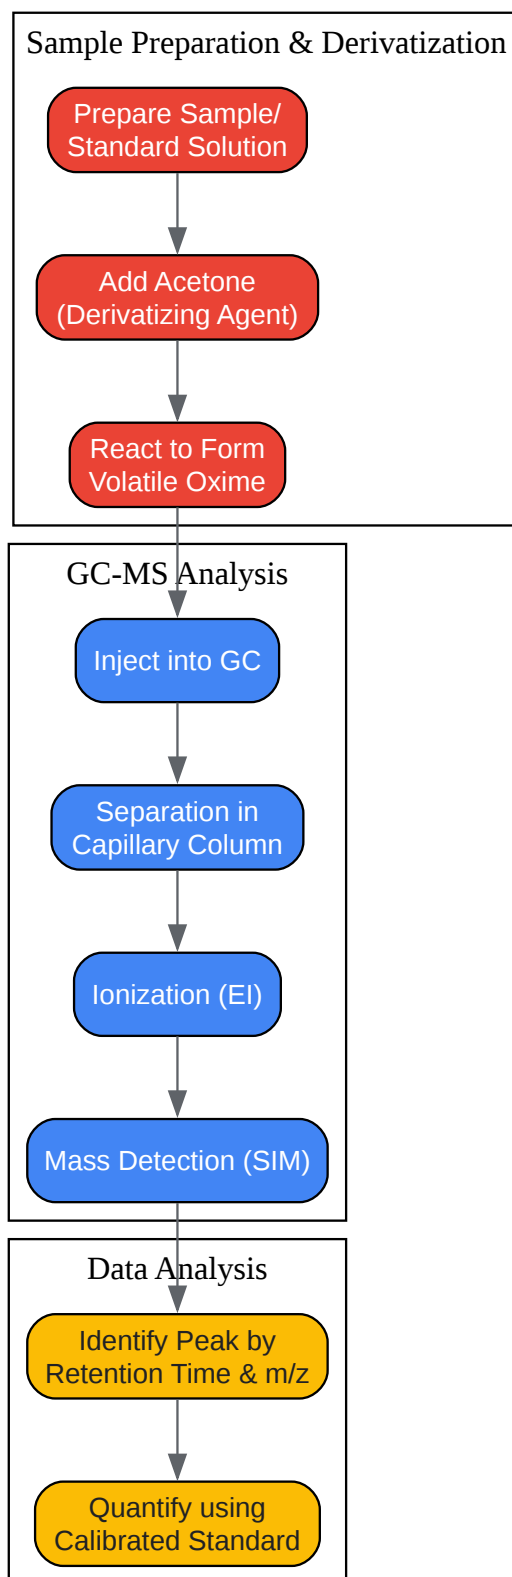 Sample Preparation & Derivatization
Prepare Sample/
Standard Solution
Add Acetone
(Derivatizing Agent)
React to Form
Volatile Oxime
GC-MS Analysis
Inject into GC
Separation in
Capillary Column
Ionization (EI)
Mass Detection (SIM)
Data Analysis
Identify Peak by
Retention Time & m/z
Quantify using
Calibrated Standard